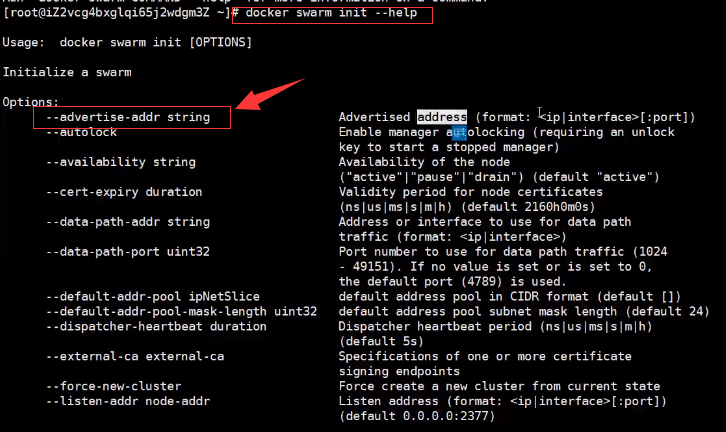 [root@iZ2vcg4bxglqi65j2wdgm3Z ~]# docker swarm init --help
Usage:  docker swarm init [OPTIONS]
Initialize a swarm
Options:
--advertise-addr string Advertised address (format: <ip|interface>[:port])
--autolock Enable manager autolocking (requiring an unlock
key to start a stopped manager)
--availability string Availability of the node
("active"|"pause"|"drain") (default "active")
--cert-expiry duration Validity period for node certificates
(ns|us|ms|s|m|h) (default 2160h0m0s)
--data-path-addr string Address or interface to use for data path
traffic (format: <ip|interface>)
--data-path-port uint32 Port number to use for data path traffic (1024
- 49151). If no value is set or is set to 0,
the default port (4789) is used.
--default-addr-pool ipNetSlice default address pool in CIDR format (default [])
--default-addr-pool-mask-length uint32 default address pool subnet mask length (default 24)
--dispatcher-heartbeat duration Dispatcher heartbeat period (ns|us|ms|s|m|h)
(default 5s)
--external-ca external-ca Specifications of one or more certificate
signing endpoints
--force-new-cluster Force create a new cluster from current state
--listen-addr node-addr Listen address (format: <ip|interface>[:port])
(default 0.0.0.0:2377)